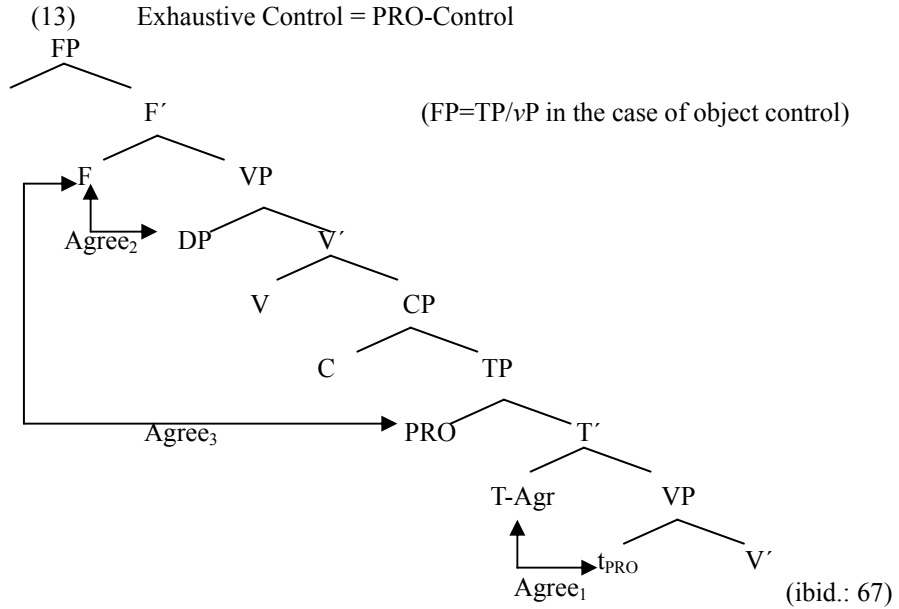 (13) Exhaustive Control = PRO-Control
FP
F´ (FP=TP/vP in the case of object control)
F VP
Agree₂ DP V´
V CP
C TP
Agree₃ PRO T´
T-Agr VP
tPRO V´
Agree₁ (ibid.: 67)